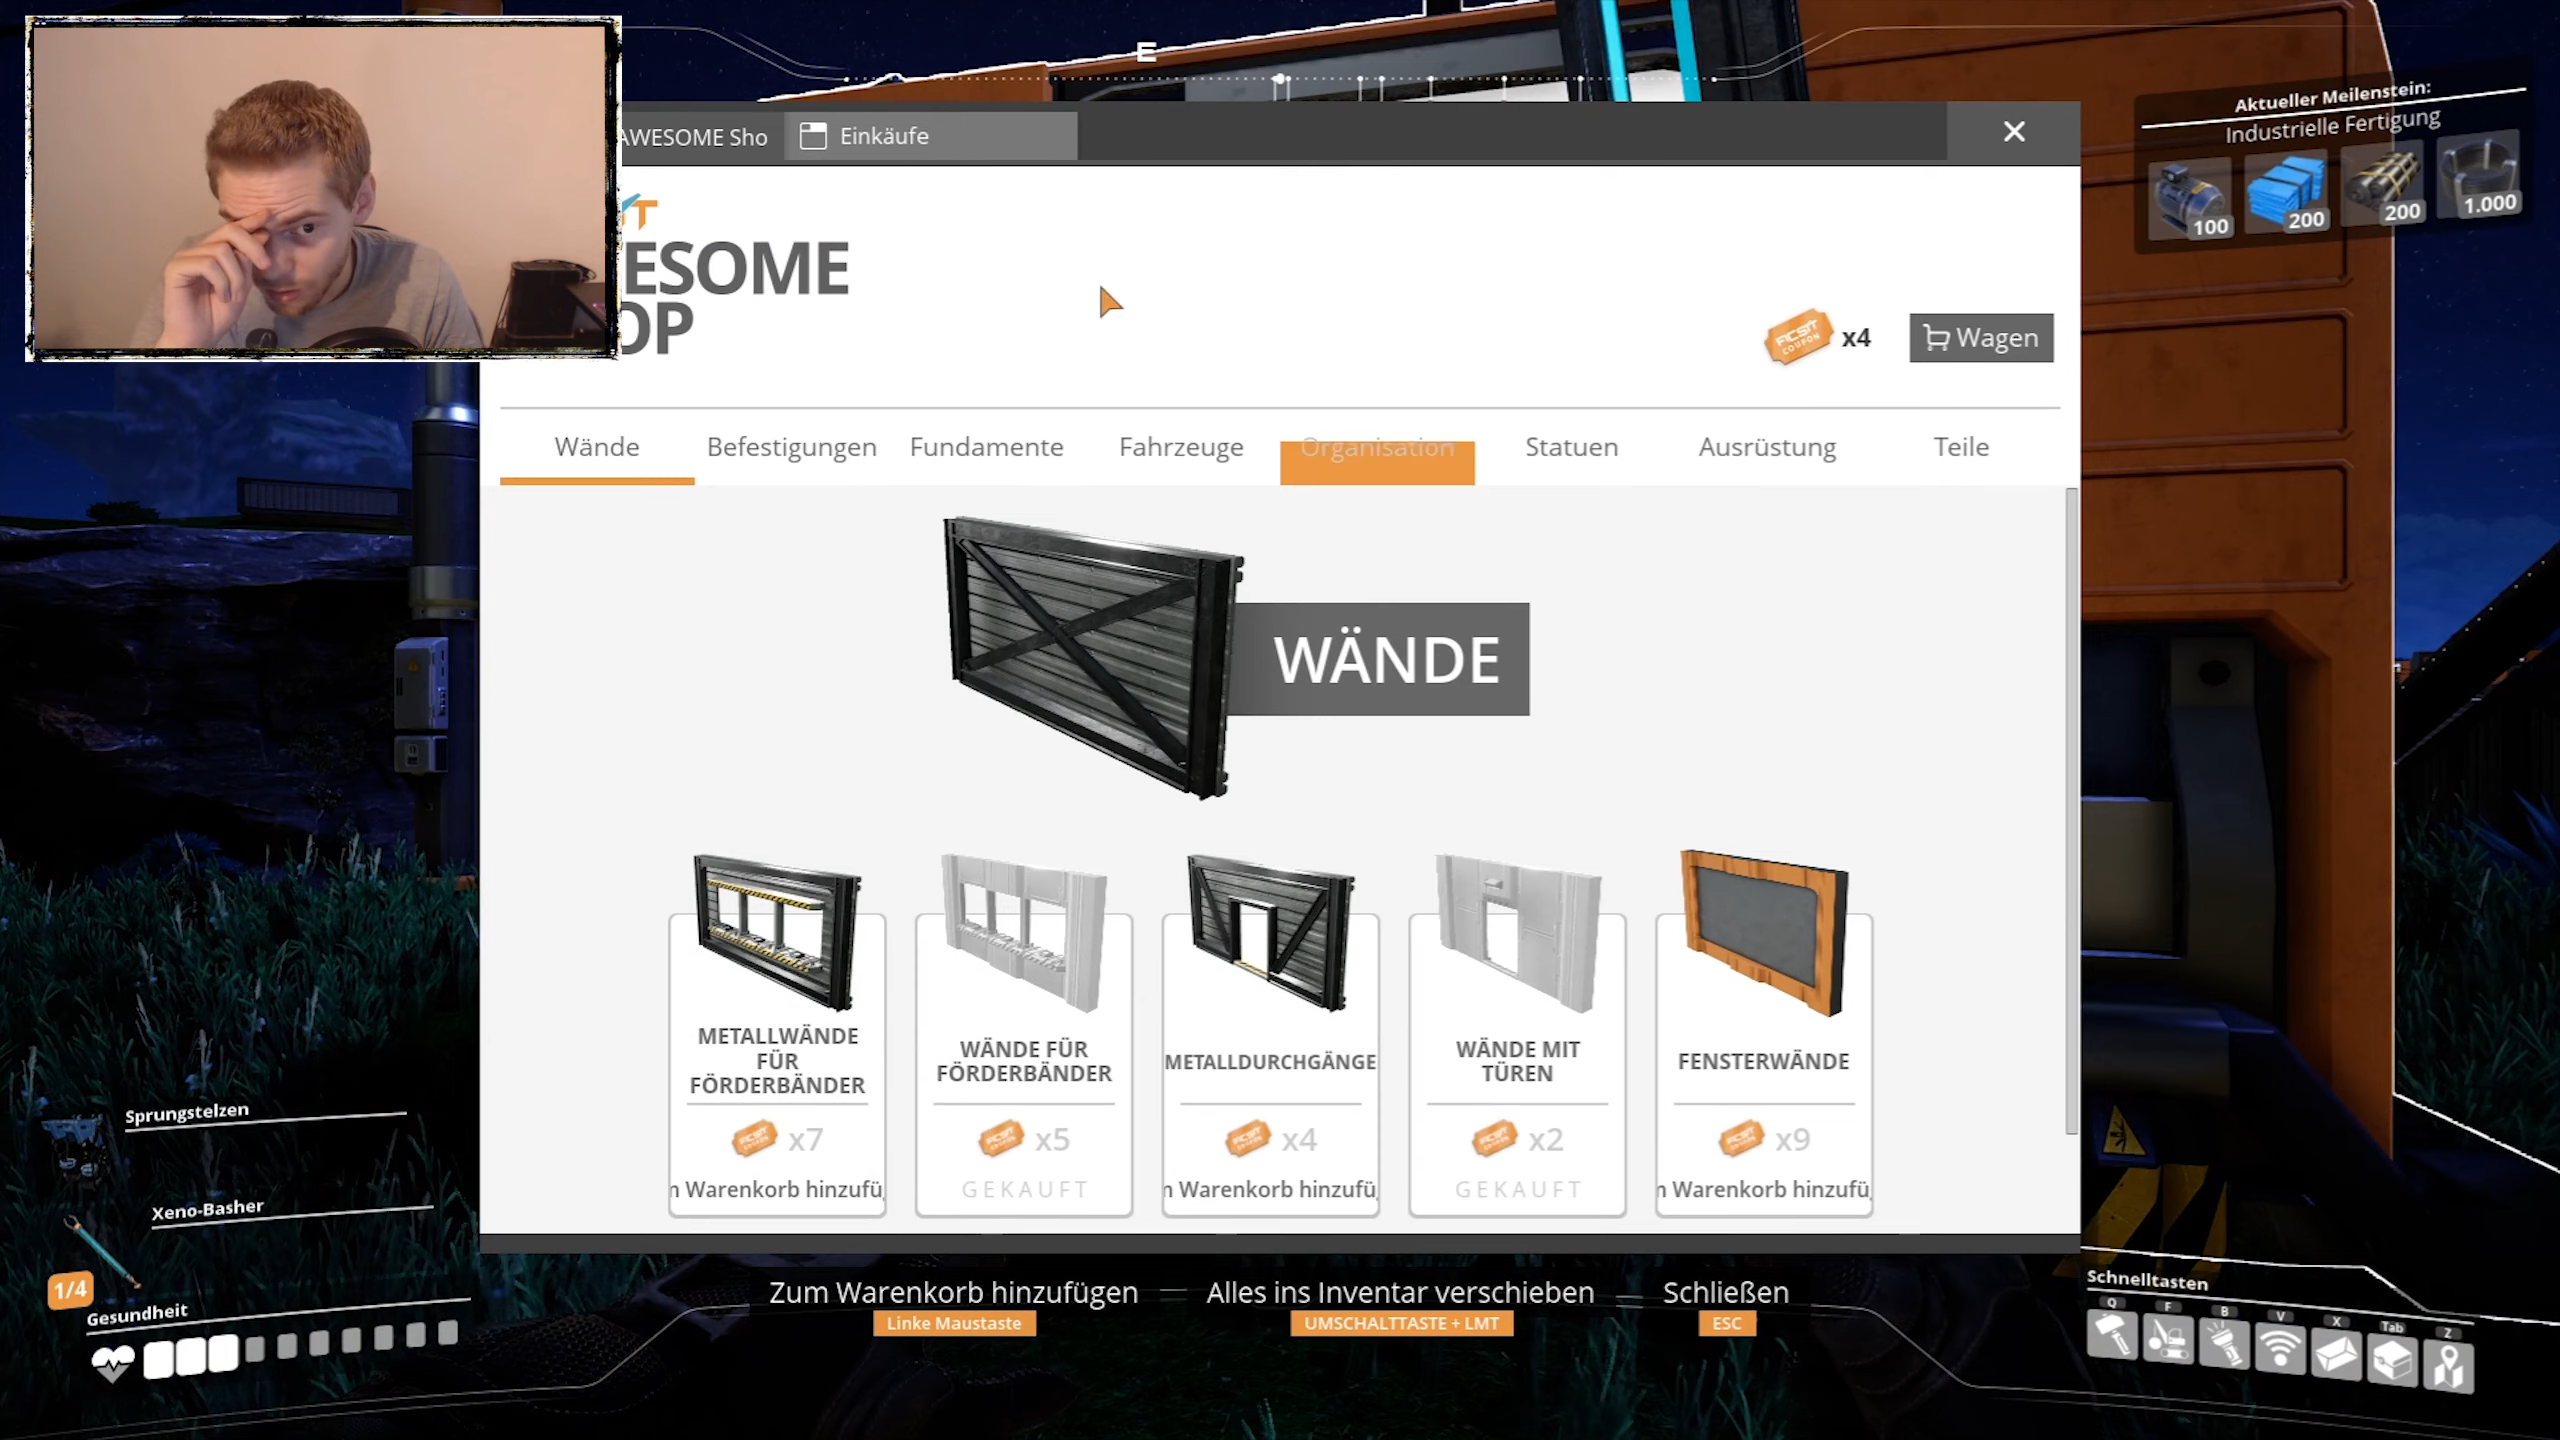 E
AWESOME Sho
Einkäufe
Aktueller Meilenstein:
Industrielle Fertigung
100
200
200
1.000
IT
ESOME
OP
FICSIT
COUPON
x4
Wagen
Wände
Befestigungen
Fundamente
Fahrzeuge
Organisation
Statuen
Ausrüstung
Teile
WÄNDE
METALLWÄNDE
FÜR
FÖRDERBÄNDER
x7
n Warenkorb hinzufü
WÄNDE FÜR
FÖRDERBÄNDER
x5
GEKAUFT
METALLDURCHGÄNGE
x4
n Warenkorb hinzufü
WÄNDE MIT
TÜREN
x2
GEKAUFT
FENSTERWÄNDE
x9
n Warenkorb hinzufü
Sprungstelzen
Xeno-Basher
1/4
Gesundheit
Zum Warenkorb hinzufügen
Linke Maustaste
Alles ins Inventar verschieben
UMSCHALTTASTE + LMT
Schließen
ESC
Schnelltasten
Q
F
B
V
X
Tab
Z